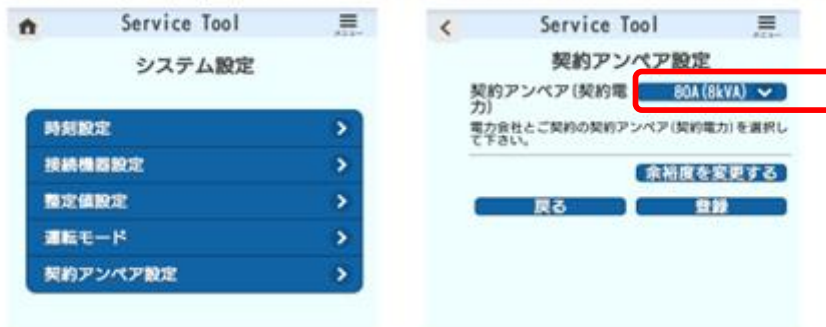 Service Tool
メニュー
システム設定
時刻設定
接続機器設定
整定値設定
運転モード
契約アンペア設定
Service Tool
メニュー
契約アンペア設定
契約アンペア(契約電
力)
80A(8kVA)
電力会社とご契約の契約アンペア(契約電力)を選択し
て下さい。
余裕度を変更する
戻る
登録